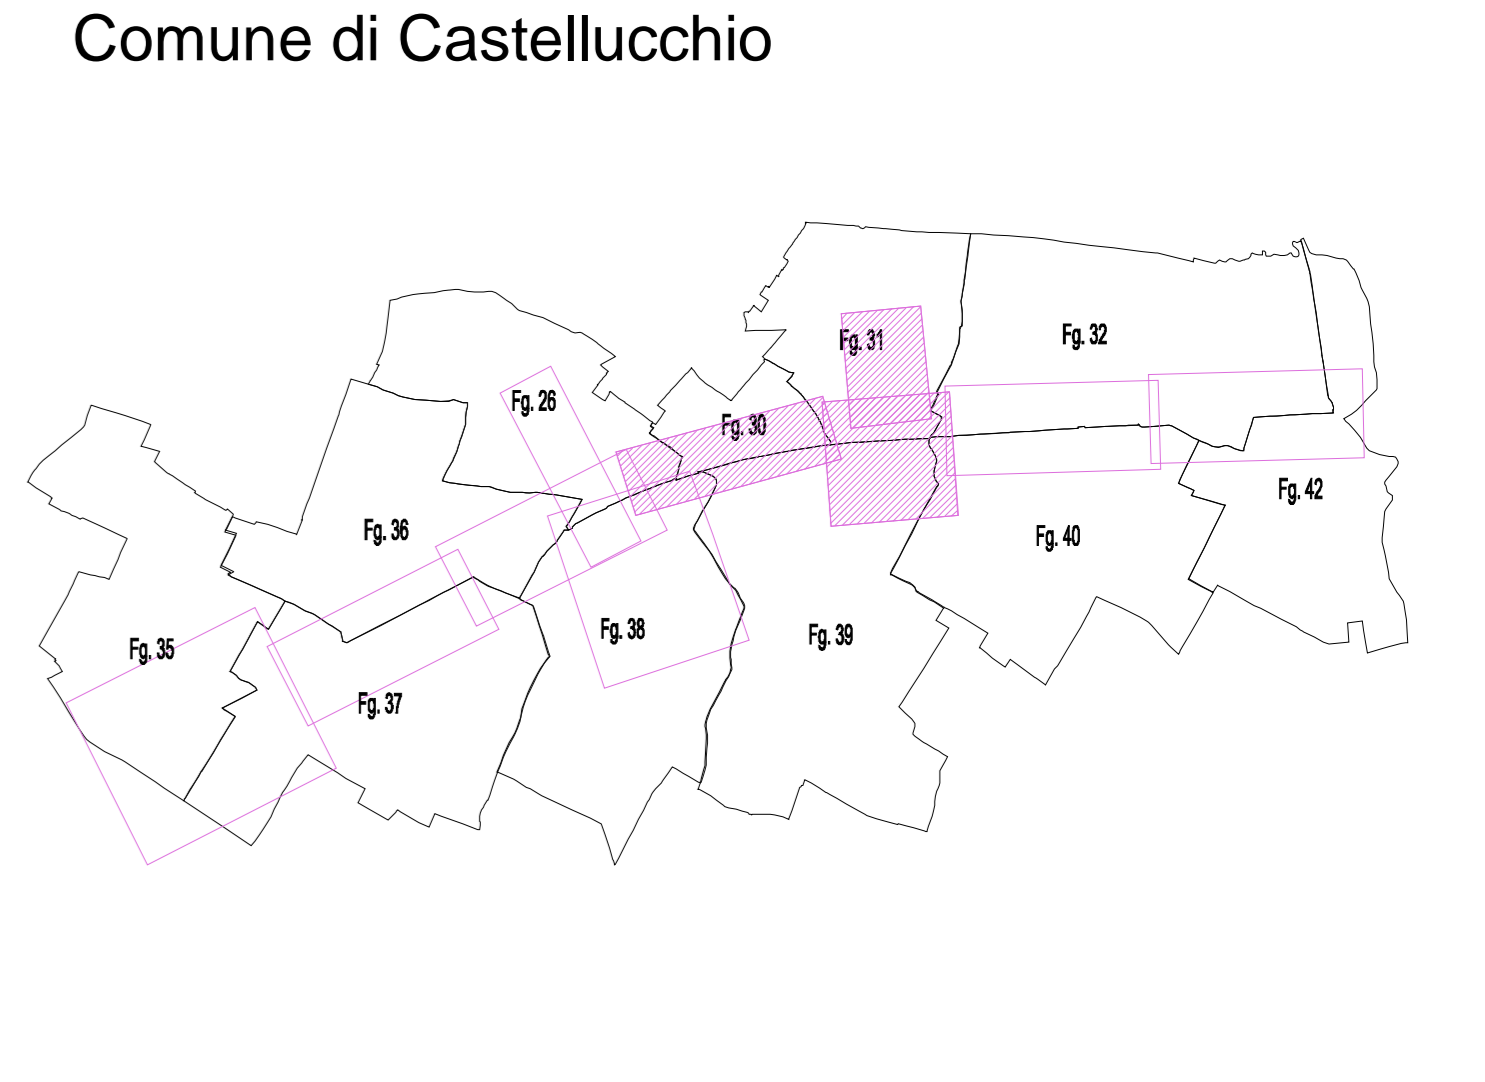 Comune di Castellucchio
Fg. 31
Fg. 32
Fg. 26
Fg. 30
Fg. 42
Fg. 36
Fg. 40
Fg. 38
Fg. 39
Fg. 35
Fg. 37